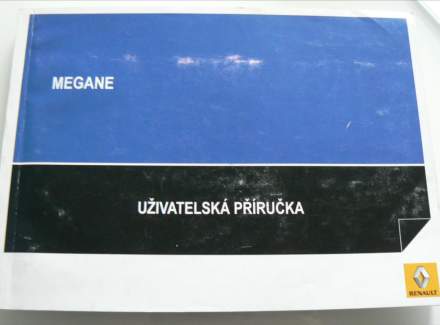 MEGANE
UŽIVATELSKÁ PŘÍRUČKA
RENAULT